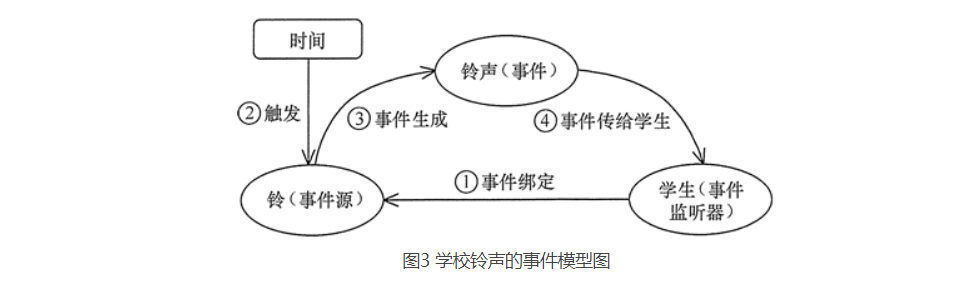 时间
铃声（事件）
②触发
③事件生成
④事件传给学生
①事件绑定
铃（事件源）
学生（事件
监听器）
图3 学校铃声的事件模型图